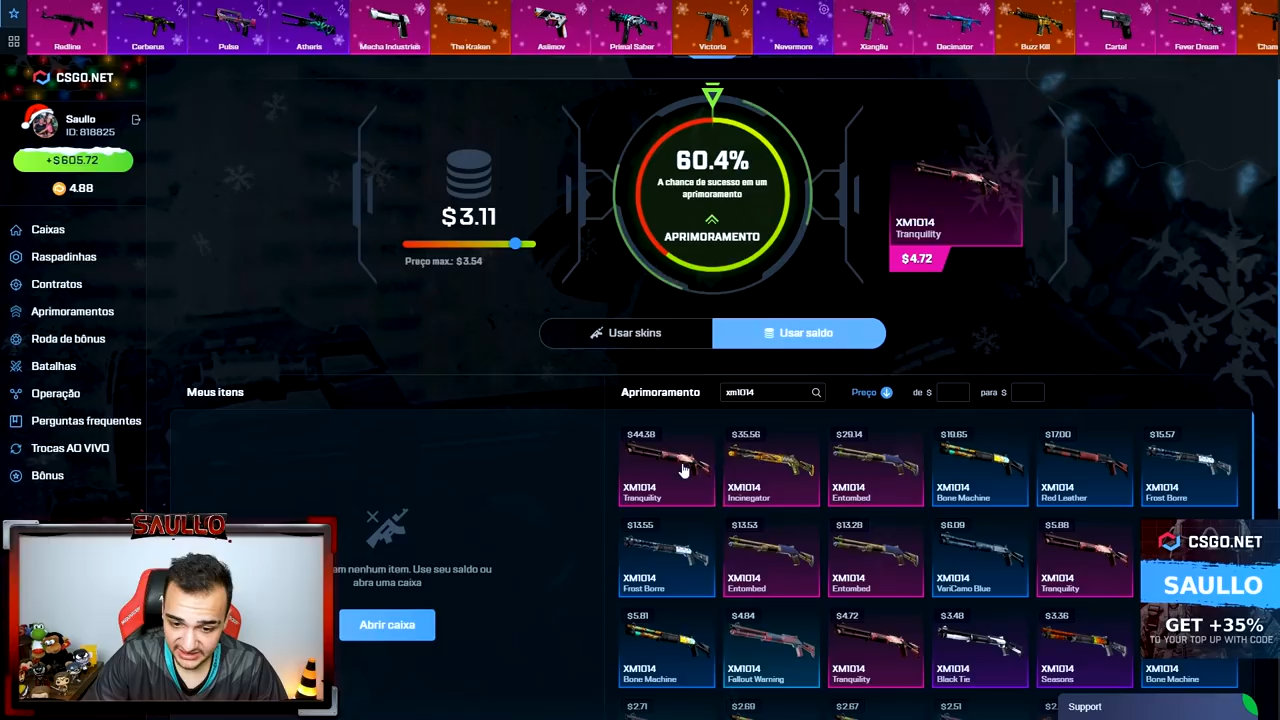 Redline
Cerberus
Pulse
Atheris
Mecha Industries
The Kraken
Asiimov
Primal Saber
Victoria
Nevermore
Xiangliu
Decimator
Buzz Kill
Cartel
Fever Dream
Cham
CSGO.NET
Saullo
ID: 818825
+$605.72
4.88
Caixas
Raspadinhas
Contratos
Aprimoramentos
Roda de bônus
Batalhas
Operação
Perguntas frequentes
Trocas AO VIVO
Bônus
$3.11
Preço max.: $3.54
60.4%
A chance de sucesso em um
aprimoramento
APRIMORAMENTO
XM1014
Tranquility
$4.72
Usar skins
Usar saldo
Meus itens
em nenhum item. Use seu saldo ou
abra uma caixa
Abrir caixa
Aprimoramento
xm1014
Preço
de $
para $
$44.38
XM1014
Tranquility
$35.56
XM1014
Incinegator
$29.14
XM1014
Entombed
$19.65
XM1014
Bone Machine
$17.00
XM1014
Red Leather
$15.57
XM1014
Frost Borre
$13.55
XM1014
Frost Borre
$13.53
XM1014
Entombed
$13.28
XM1014
Entombed
$6.09
XM1014
VariCamo Blue
$5.88
XM1014
Tranquility
$5.81
XM1014
Bone Machine
$4.84
XM1014
Fallout Warning
$4.72
XM1014
Tranquility
$3.48
XM1014
Black Tie
$3.36
XM1014
Seasons
XM1014
Bone Machine
$2.71
$2.69
$2.67
$2.51
SAULLO
CSGO.NET
SAULLO
GET +35%
TO YOUR TOP UP WITH CODE
Support